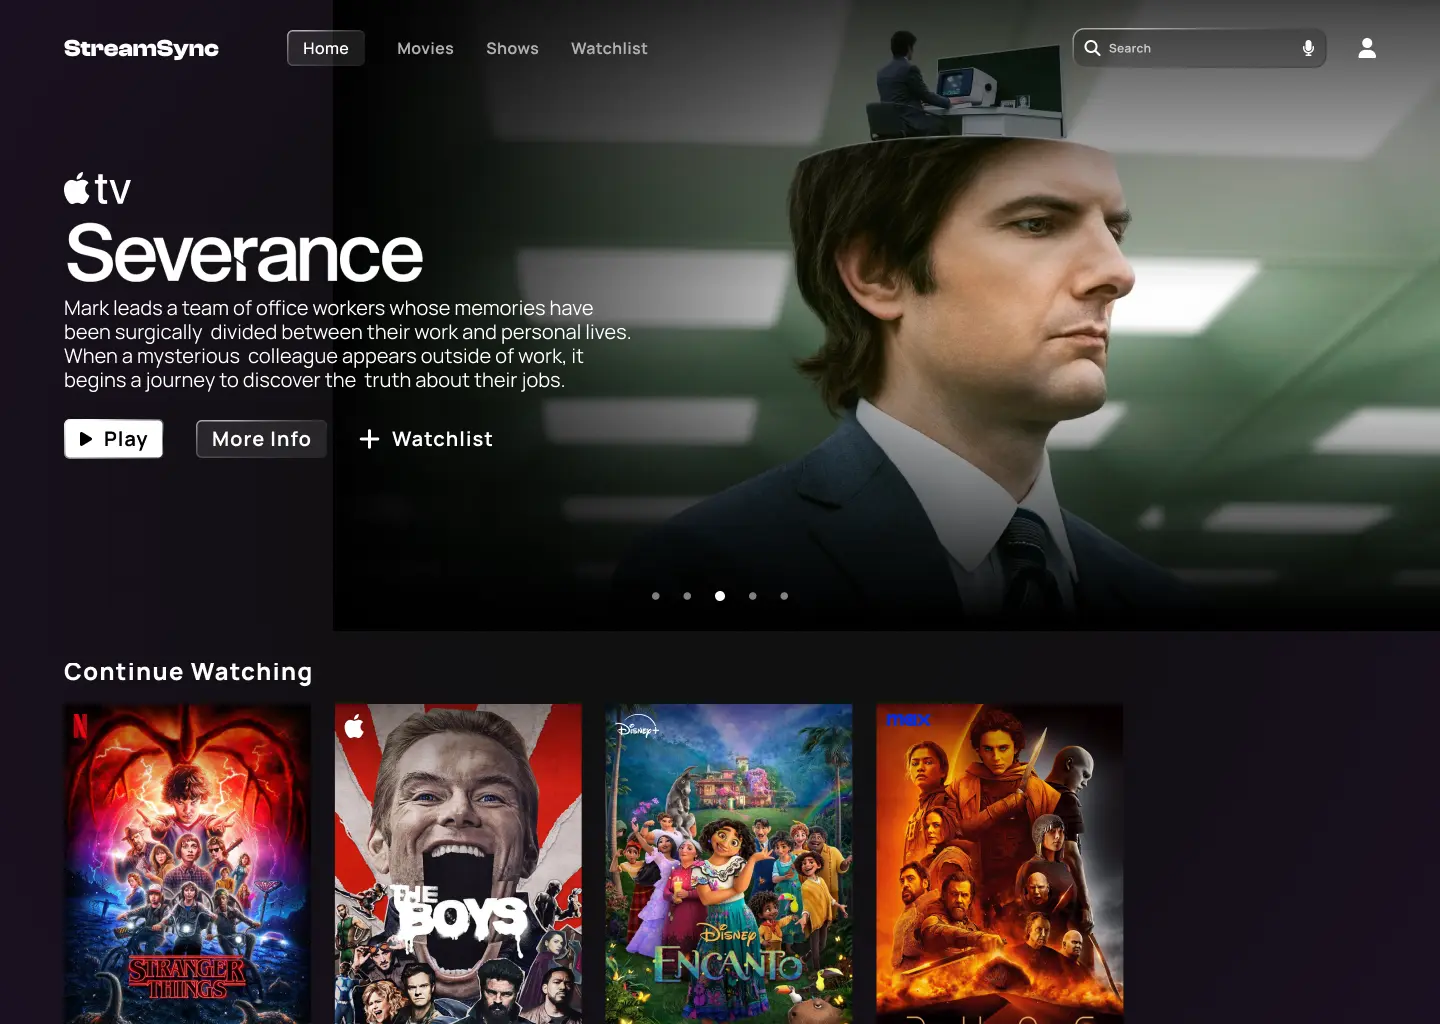 StreamSync
Home
Movies
Shows
Watchlist
Search
tv
Severance
Mark leads a team of office workers whose memories have
been surgically divided between their work and personal lives.
When a mysterious colleague appears outside of work, it
begins a journey to discover the truth about their jobs.
Play
More Info
Watchlist
Continue Watching
N
STRANGER
THINGS
THE
BOYS
Disney+
Disney
ENCANTO
max